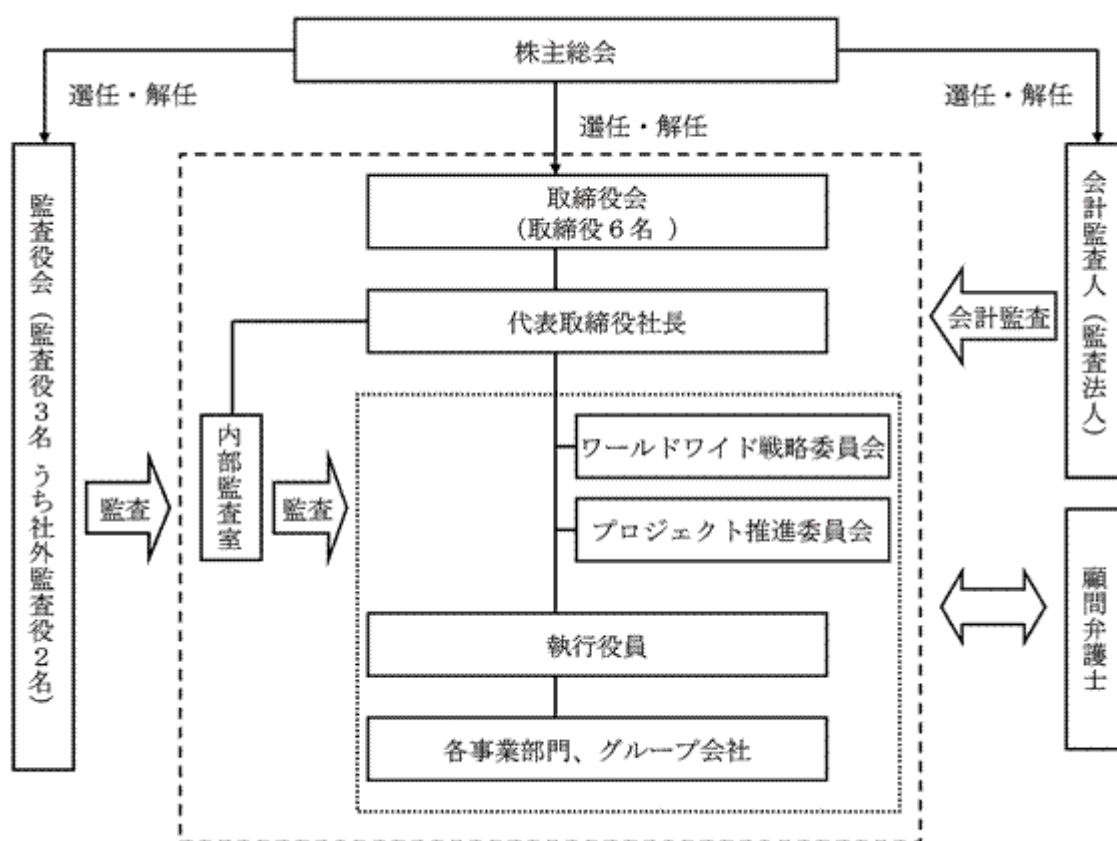 株主総会
選任・解任
選任・解任
選任・解任
監査役会（監査役３名 うち社外監査役２名）
取締役会
（取締役６名 ）
会計監査人（監査法人）
代表取締役社長
会計監査
内部監査室
監査
監査
ワールドワイド戦略委員会
プロジェクト推進委員会
顧問弁護士
執行役員
各事業部門、グループ会社